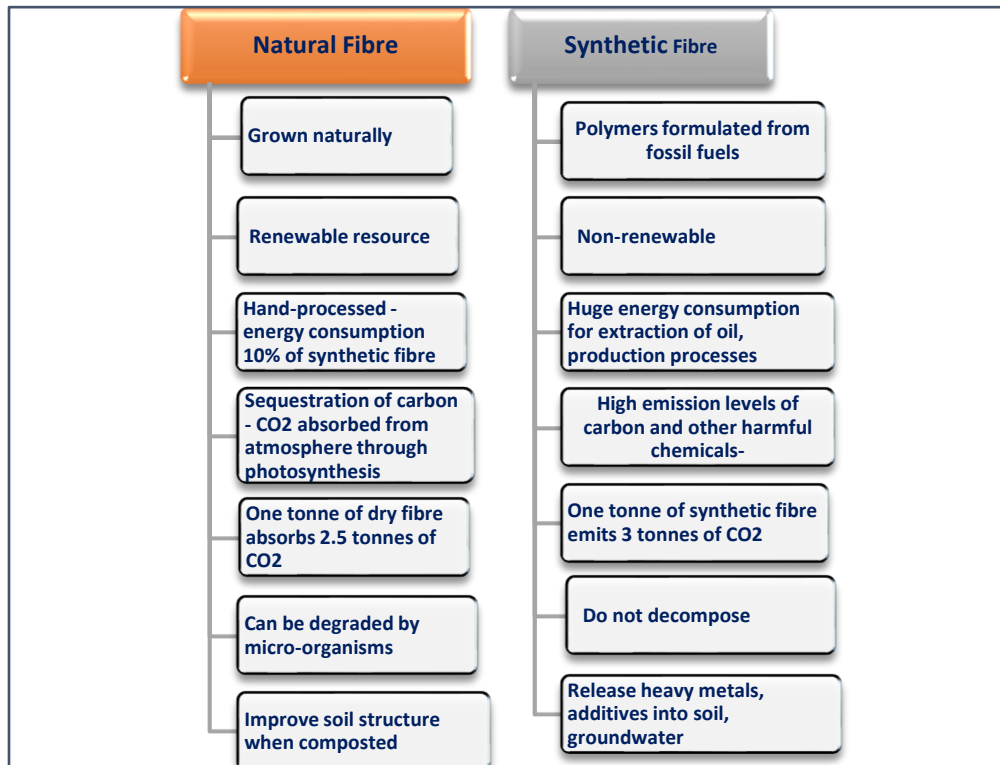 Natural Fibre
Grown naturally
Renewable resource
Hand-processed -
energy consumption
10% of synthetic fibre
Sequestration of carbon
- CO2 absorbed from
atmosphere through
photosynthesis
One tonne of dry fibre
absorbs 2.5 tonnes of
CO2
Can be degraded by
micro-organisms
Improve soil structure
when composted
Synthetic Fibre
Polymers formulated from
fossil fuels
Non-renewable
Huge energy consumption
for extraction of oil,
production processes
High emission levels of
carbon and other harmful
chemicals-
One tonne of synthetic fibre
emits 3 tonnes of CO2
Do not decompose
Release heavy metals,
additives into soil,
groundwater